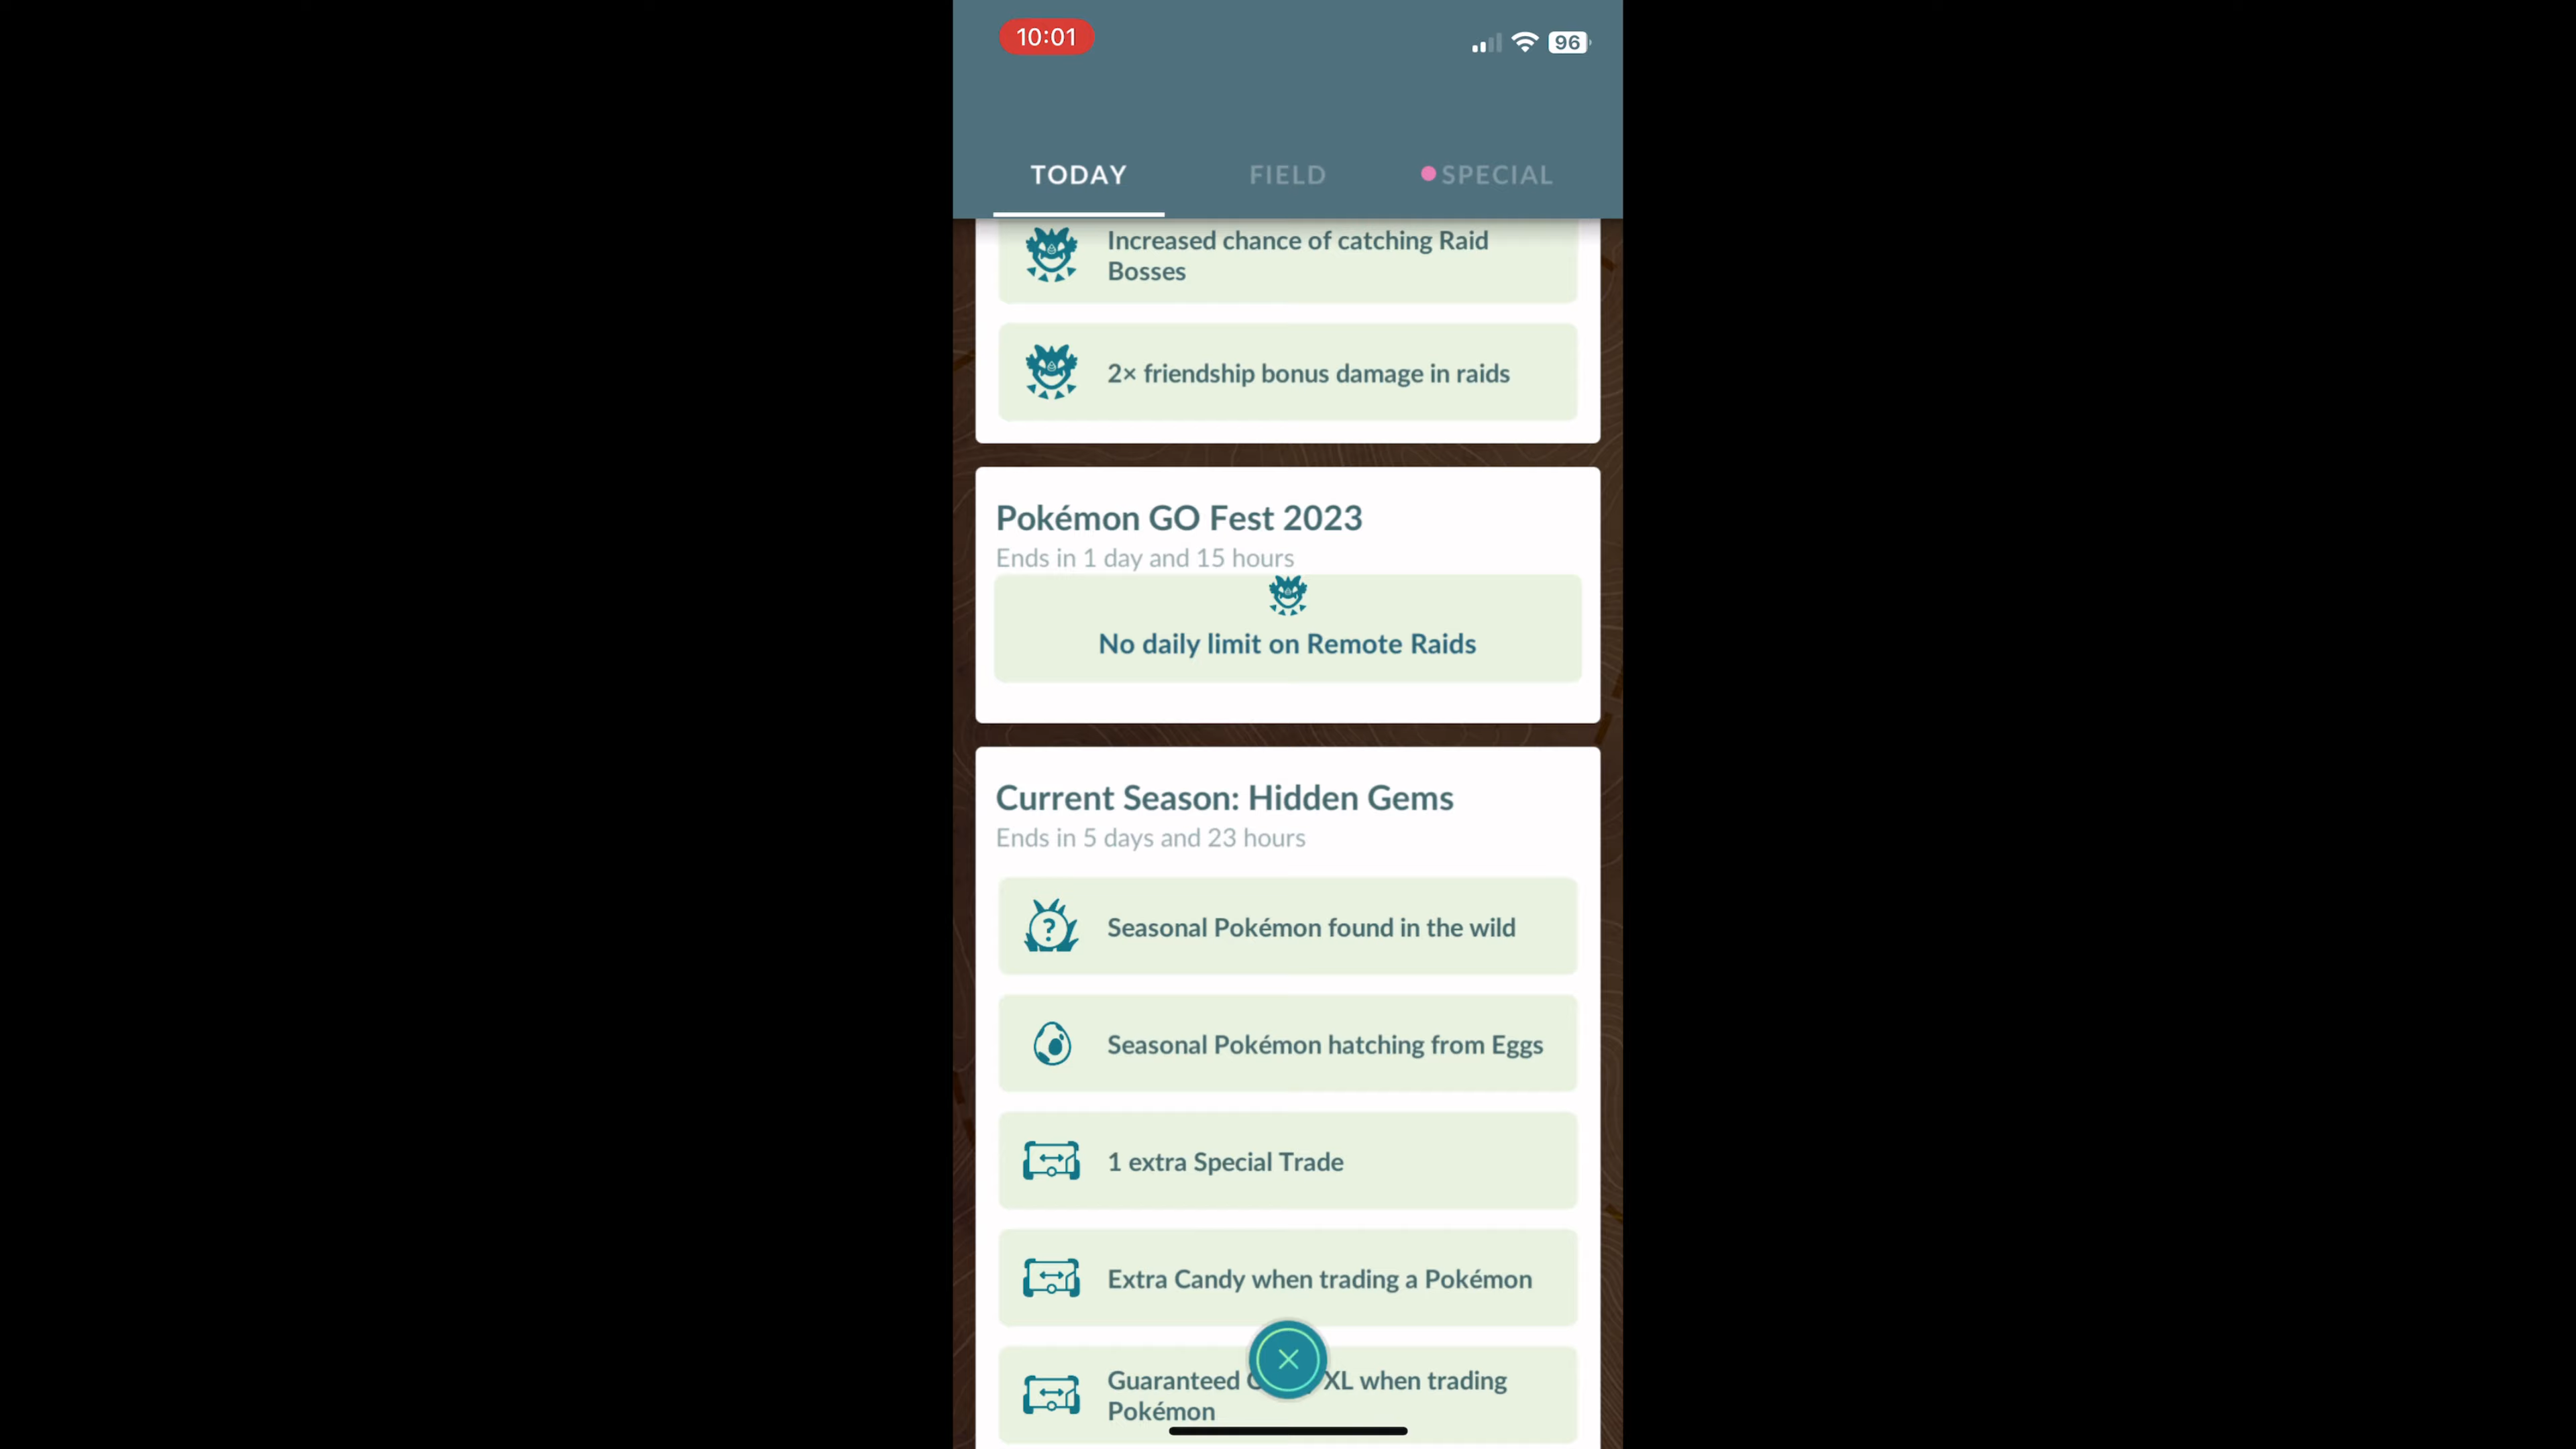 10:01
96
TODAY
FIELD
SPECIAL
Increased chance of catching Raid
Bosses
2× friendship bonus damage in raids
Pokémon GO Fest 2023
Ends in 1 day and 15 hours
No daily limit on Remote Raids
Current Season: Hidden Gems
Ends in 5 days and 23 hours
?
Seasonal Pokémon found in the wild
Seasonal Pokémon hatching from Eggs
1 extra Special Trade
Extra Candy when trading a Pokémon
Guaranteed XL when trading
Pokémon